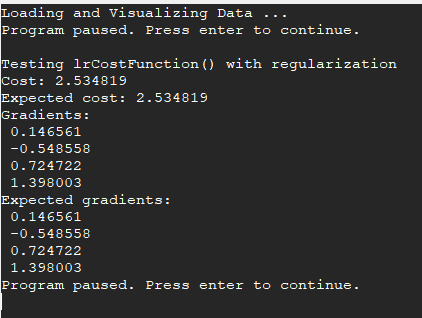 Loading and Visualizing Data ...
Program paused. Press enter to continue.
Testing lrCostFunction() with regularization
Cost: 2.534819
Expected cost: 2.534819
Gradients:
0.146561
-0.548558
0.724722
1.398003
Expected gradients:
0.146561
-0.548558
0.724722
1.398003
Program paused. Press enter to continue.